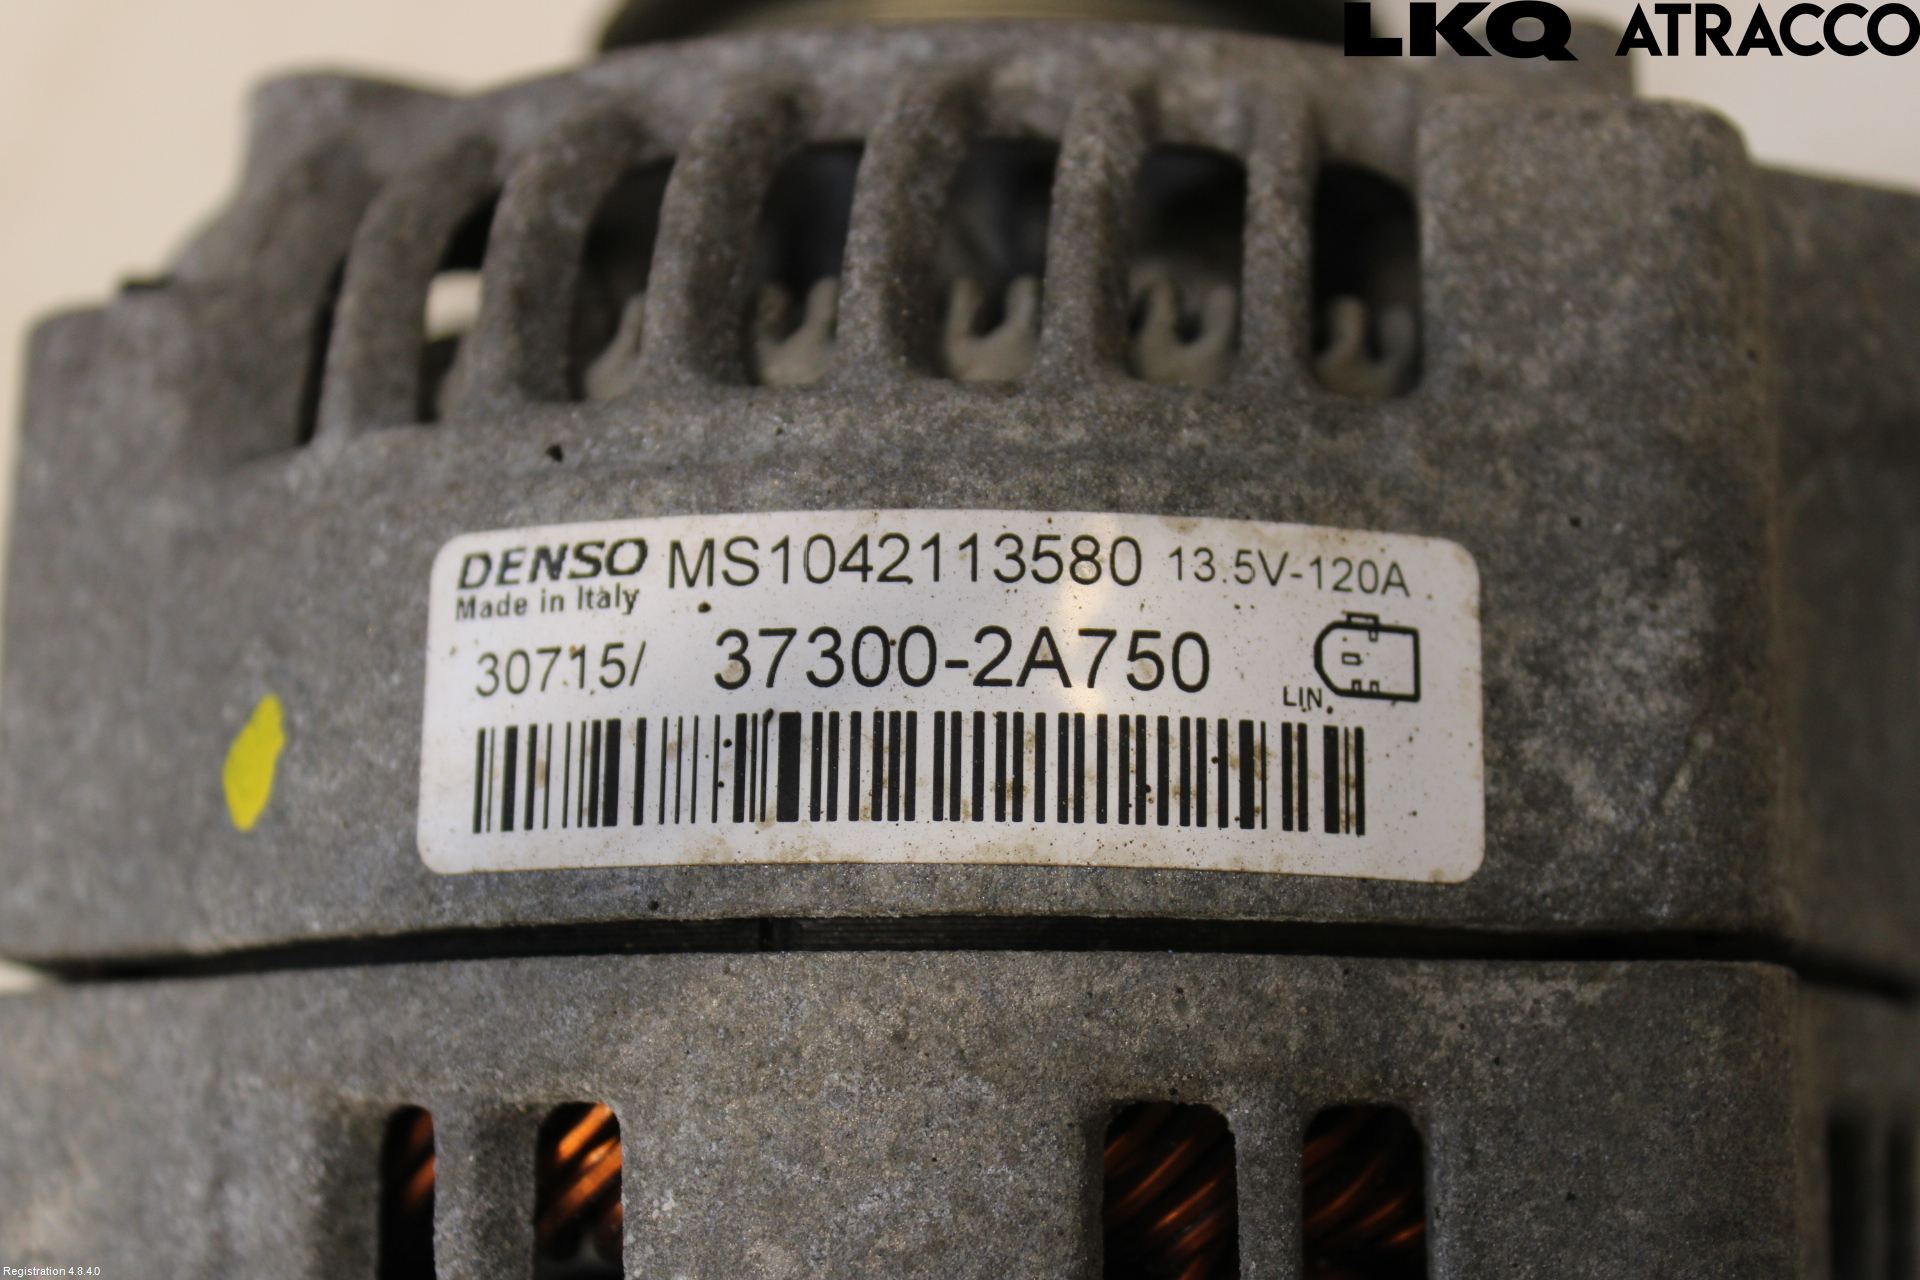 LKQ ATRACCO
DENSO MS1042113580 13.5V-120A
Made in Italy
30715/ 37300-2A750
LIN
Registration 4.8.4.0